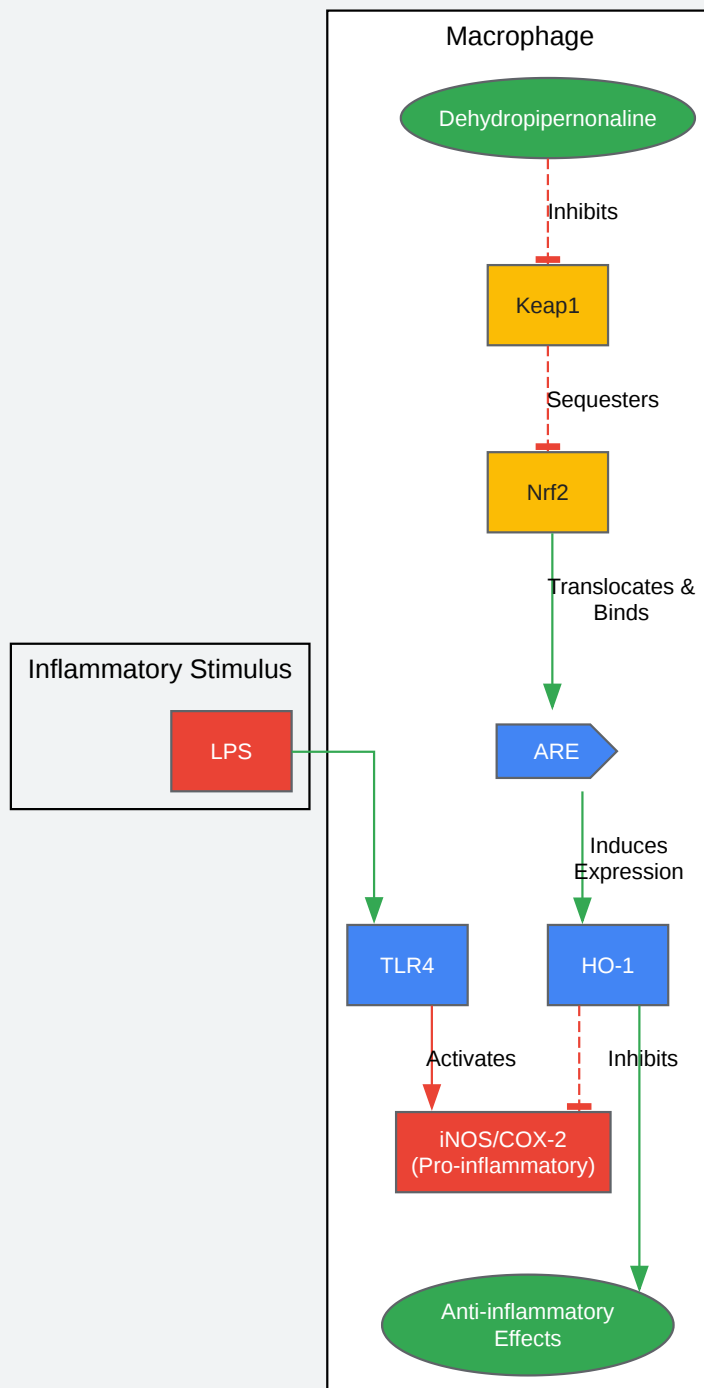 Macrophage
Dehydropipernonaline
Inhibits
Keap1
Sequesters
Nrf2
Translocates &
Binds
Inflammatory Stimulus
LPS
ARE
Induces
Expression
TLR4
HO-1
Activates
Inhibits
iNOS/COX-2
(Pro-inflammatory)
Anti-inflammatory
Effects